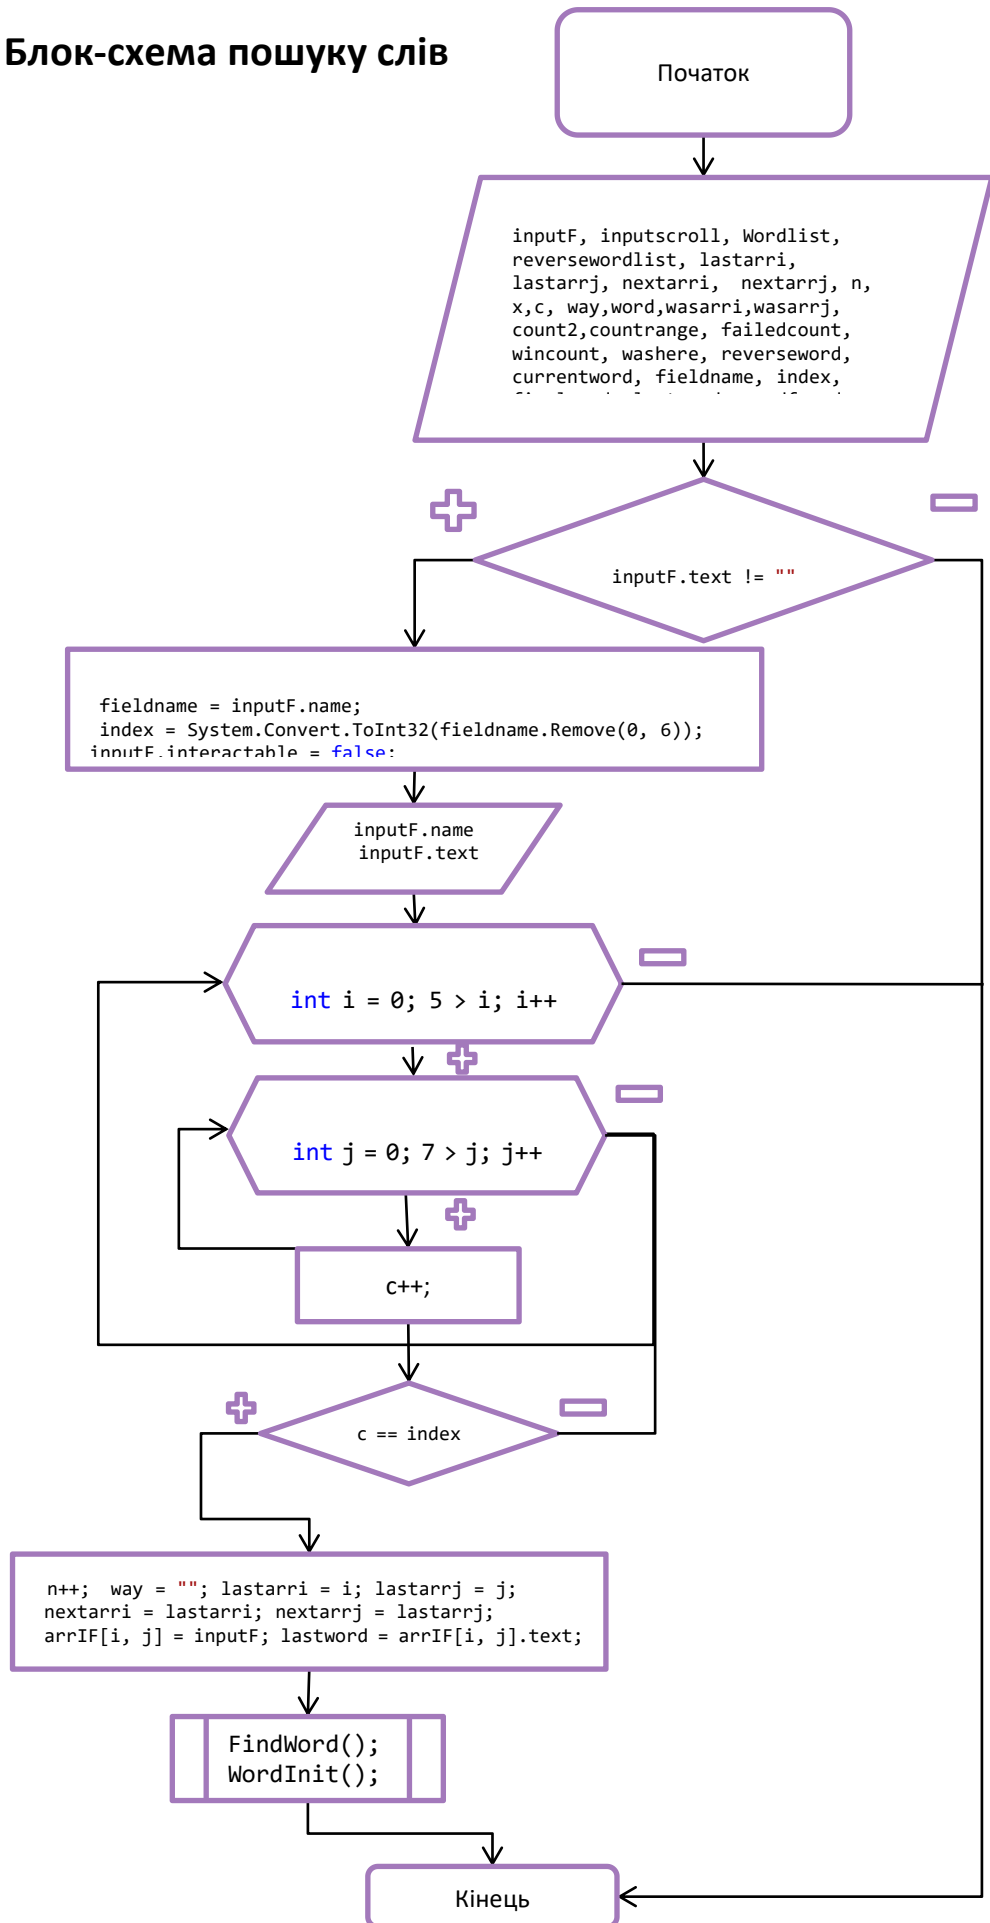 Блок-схема пошуку слів
Початок
inputF, inputscroll, Wordlist,
reversewordlist, lastarri,
lastarrj, nextarri, nextarrj, n,
x,c, way,word,wasarri,wasarrj,
count2,countrange, failedcount,
wincount, washere, reverseword,
currentword, fieldname, index,
inputF.text != ""
fieldname = inputF.name;
index = System.Convert.ToInt32(fieldname.Remove(0, 6));
inputF.interactable = false;
inputF.name
inputF.text
int i = 0; 5 > i; i++
int j = 0; 7 > j; j++
c++;
c == index
n++; way = ""; lastarri = i; lastarrj = j;
nextarri = lastarri; nextarrj = lastarrj;
arrIF[i, j] = inputF; lastword = arrIF[i, j].text;
FindWord();
WordInit();
Кінець